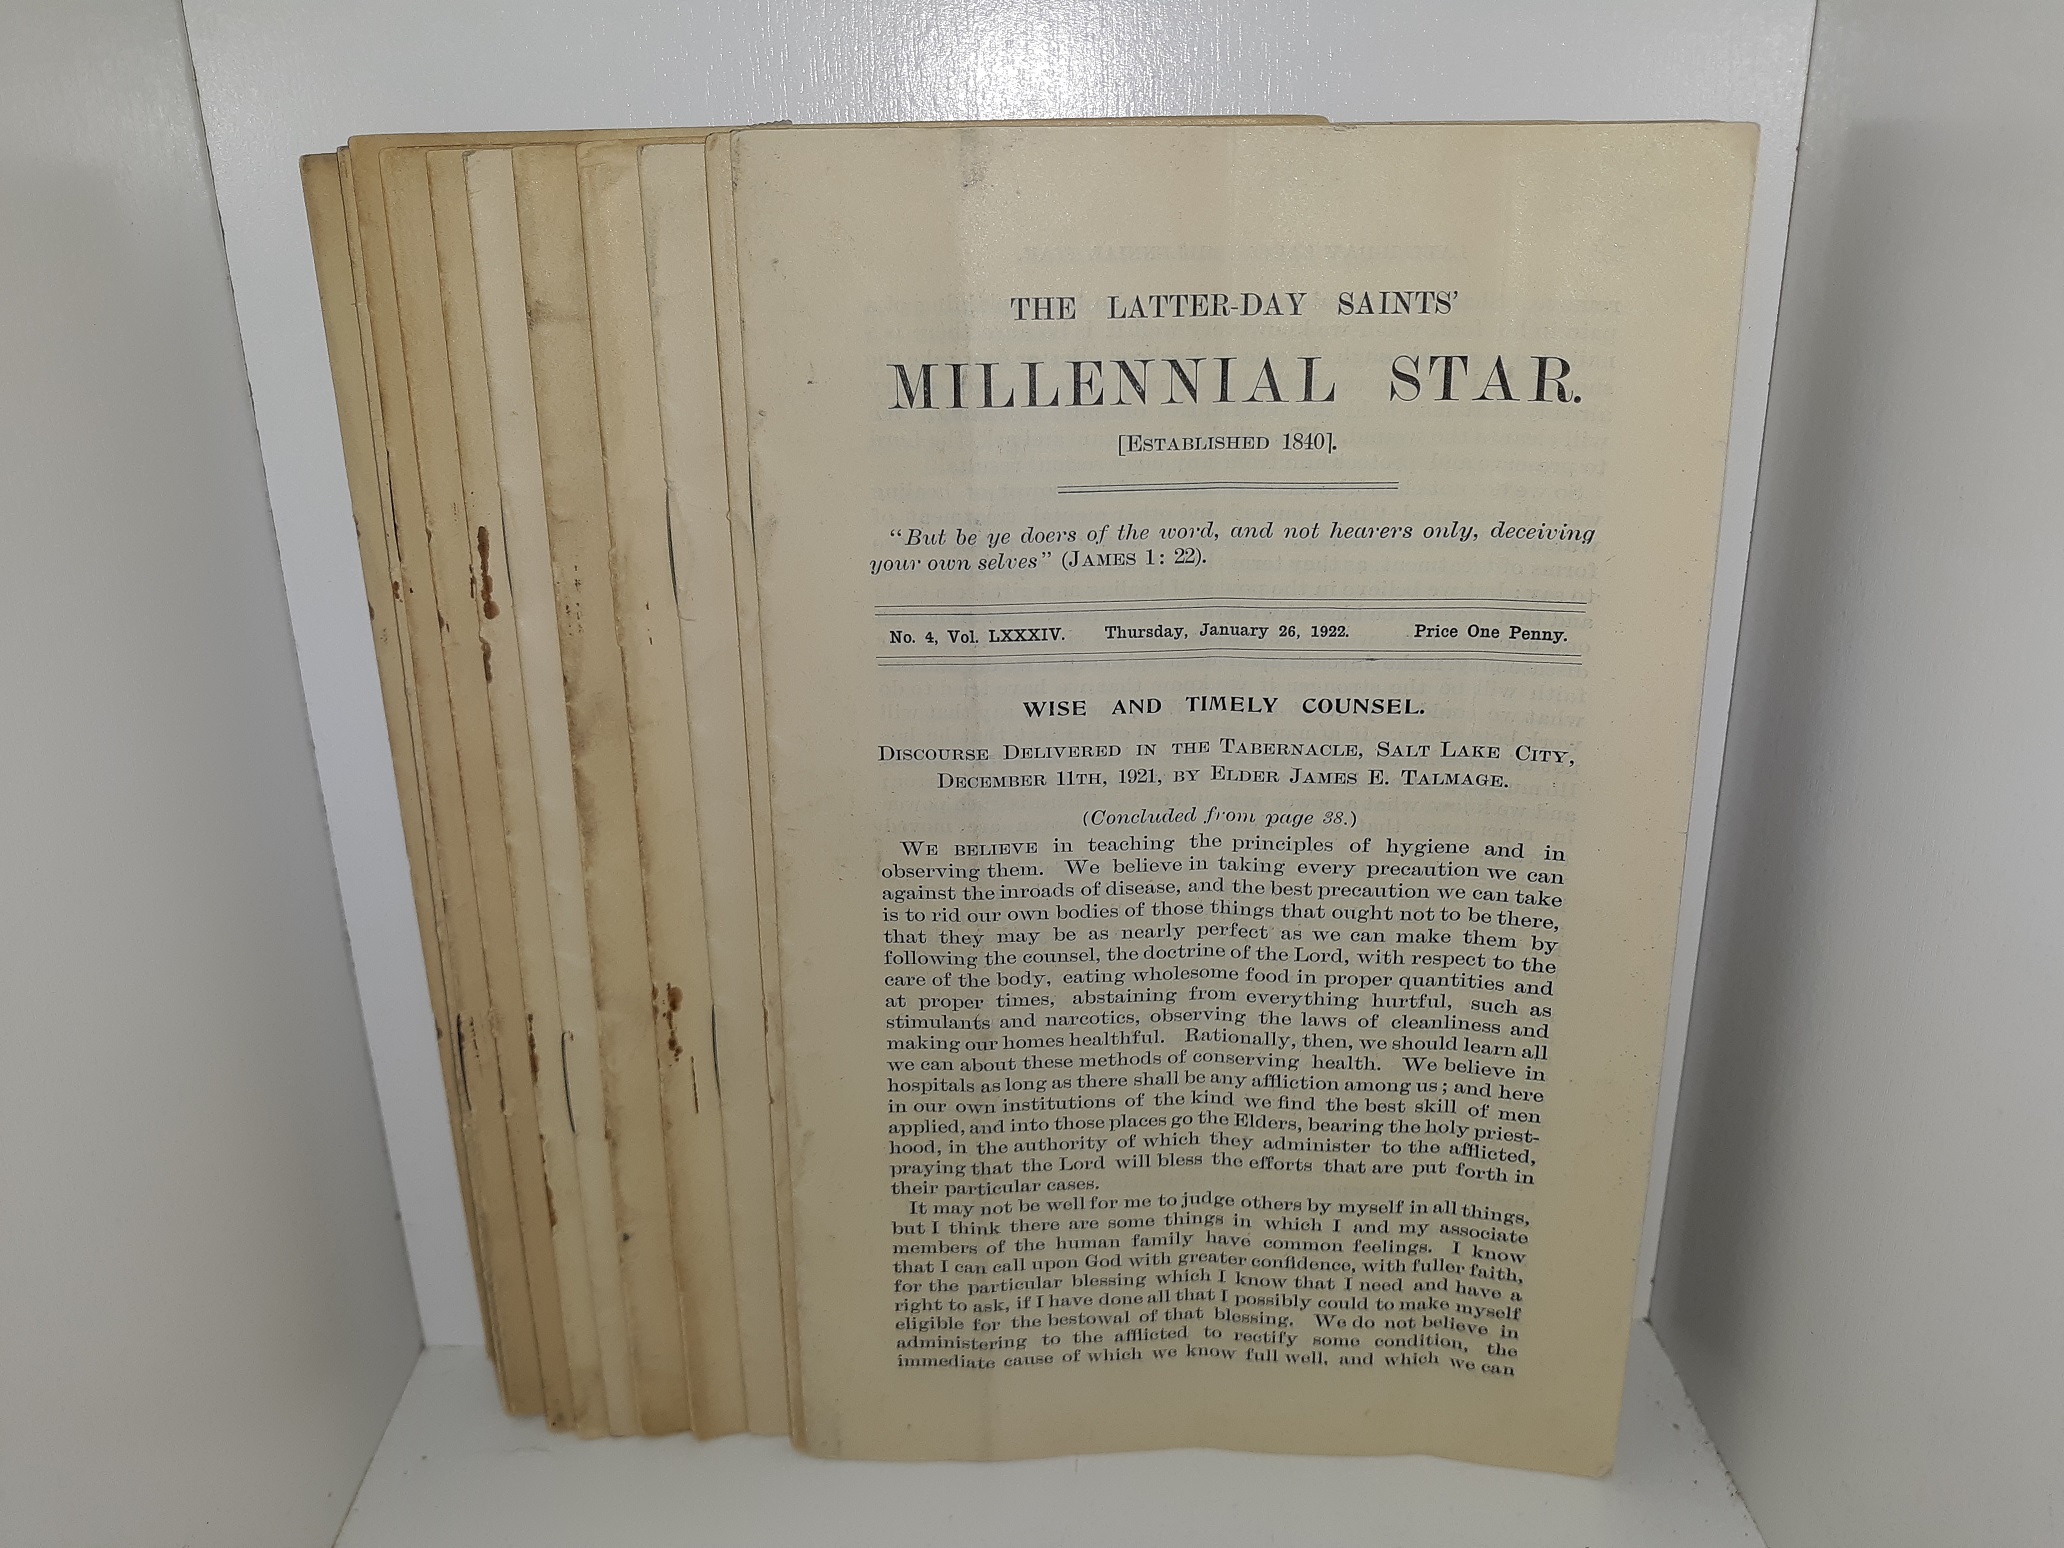 THE LATTER-DAY SAINTS'
MILLENNIAL STAR.
[ESTABLISHED 1840].
"But be ye doers of the word, and not hearers only, deceiving
your own selves" (JAMES 1: 22).
No. 4, Vol. LXXXIV. Thursday, January 26, 1922. Price One Penny.
WISE AND TIMELY COUNSEL.
DISCOURSE DELIVERED IN THE TABERNACLE, SALT LAKE CITY,
DECEMBER 11TH, 1921, BY ELDER JAMES E. TALMAGE.
(Concluded from page 38.)
WE BELIEVE in teaching the principles of hygiene and in
observing them. We believe in taking every precaution we can
against the inroads of disease, and the best precaution we can take
is to rid our own bodies of those things that ought not to be there,
that they may be as nearly perfect as we can make them by
following the counsel, the doctrine of the Lord, with respect to the
care of the body, eating wholesome food in proper quantities and
at proper times, abstaining from everything hurtful, such as
stimulants and narcotics, observing the laws of cleanliness and
making our homes healthful. Rationally, then, we should learn all
we can about these methods of conserving health. We believe in
hospitals as long as there shall be any affliction among us; and here
in our own institutions of the kind we find the best skill of men
applied, and into those places go the Elders, bearing the holy priest-
hood, in the authority of which they administer to the afflicted,
praying that the Lord will bless the efforts that are put forth in
their particular cases.
It may not be well for me to judge others by myself in all things,
but I think there are some things in which I and my associate
members of the human family have common feelings. I know
that I can call upon God with greater confidence, with fuller faith,
for the particular blessing which I know that I need and have a
right to ask, if I have done all that I possibly could to make myself
eligible for the bestowal of that blessing. We do not believe in
administering to the afflicted to rectify some condition, the
immediate cause of which we know full well, and which we can